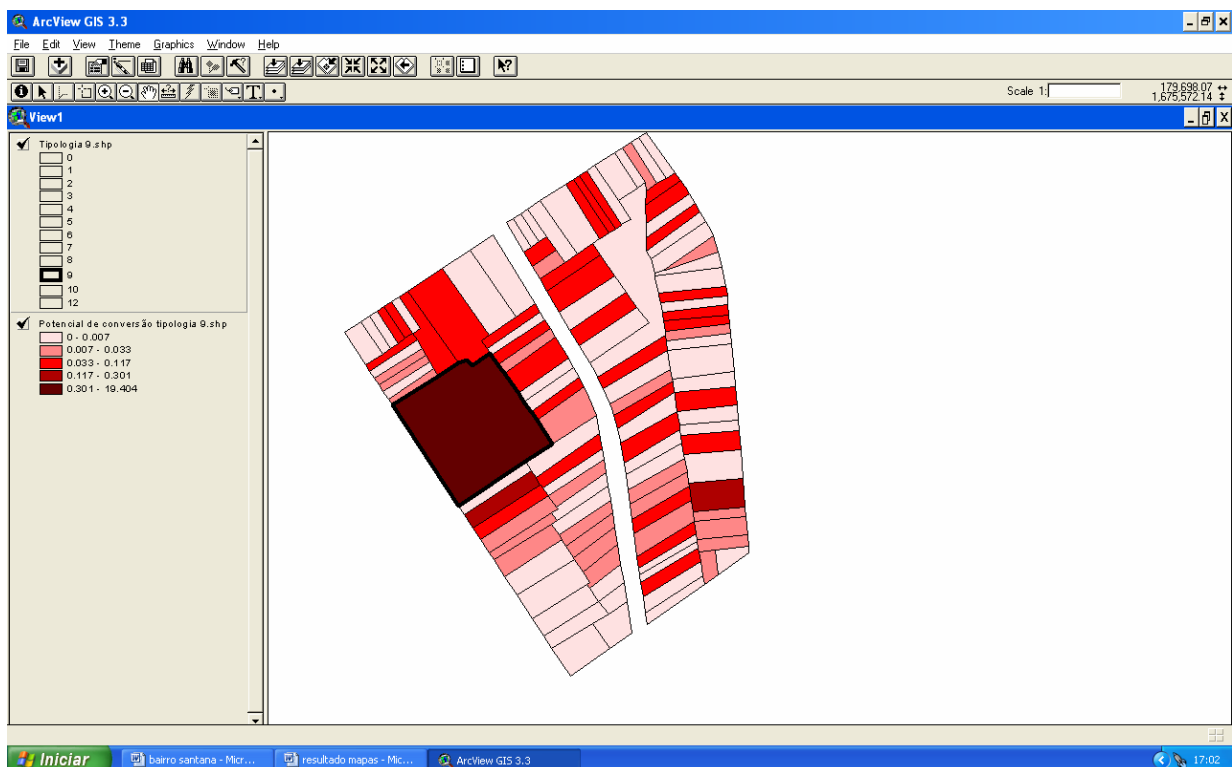 ArcView GIS 3.3
File Edit View Theme Graphics Window Help
Scale 1:
179,698.07
1,675,572.14
View1
Tipologia 9.shp
0
1
2
3
4
5
6
7
8
9
10
12
Potencial de conversão tipologia 9.shp
0 - 0.007
0.007 - 0.033
0.033 - 0.117
0.117 - 0.301
0.301 - 19.404
Iniciar
bairro santana - Micr...
resultado mapas - Mic...
ArcView GIS 3.3
17:02